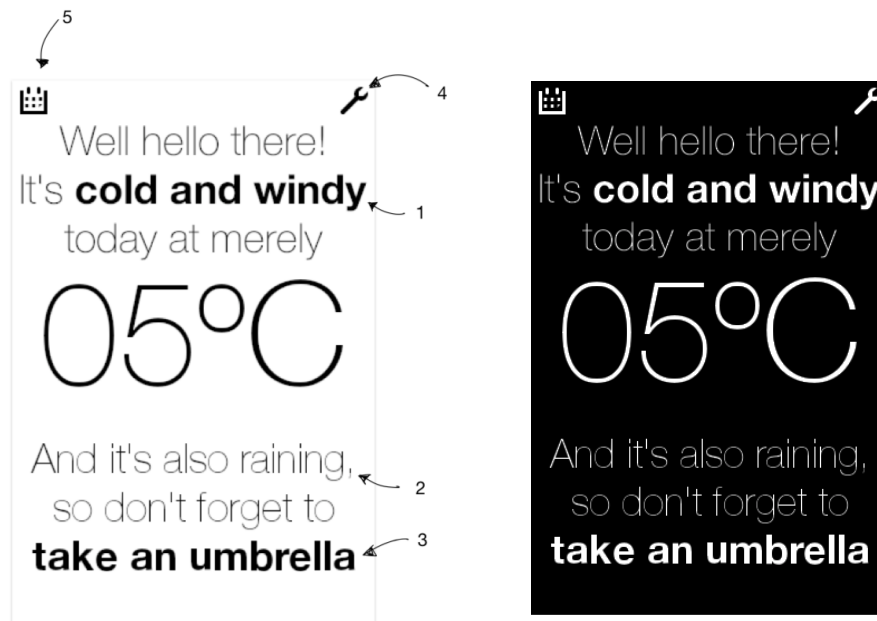 5
4
Well hello there!
It's cold and windy
1
today at merely
05°C
And it's also raining,
2
so don't forget to
3
take an umbrella
Well hello there!
It's cold and windy
today at merely
05°C
And it's also raining,
so don't forget to
take an umbrella